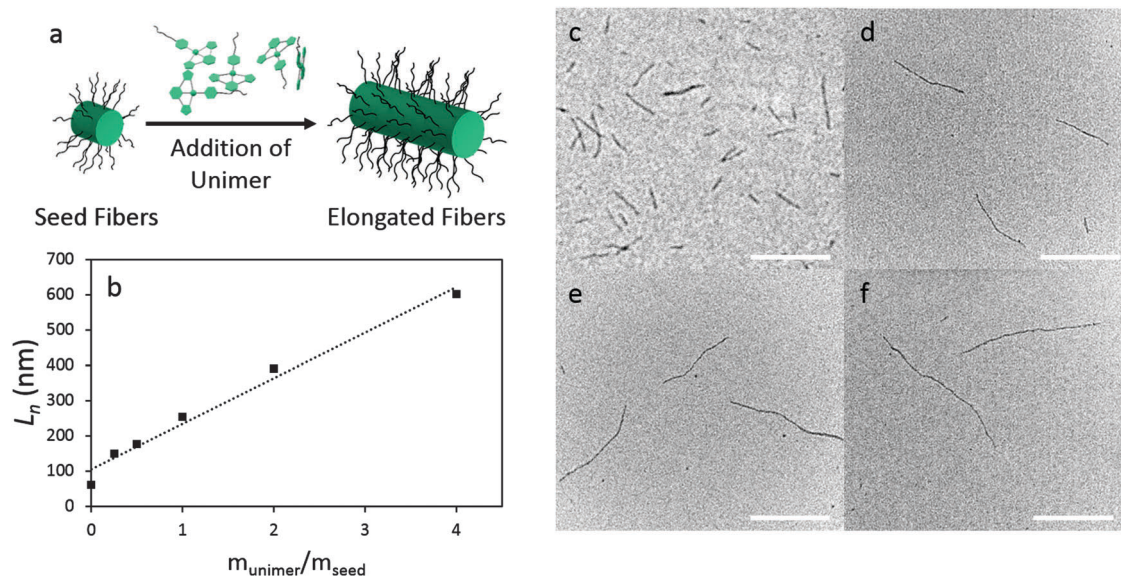 a
Addition of
Unimer
Seed Fibers
Elongated Fibers
b
700
600
500
400
300
200
100
0
0
1
2
3
4
Lₙ (nm)
m_unimer/m_seed
c
d
e
f